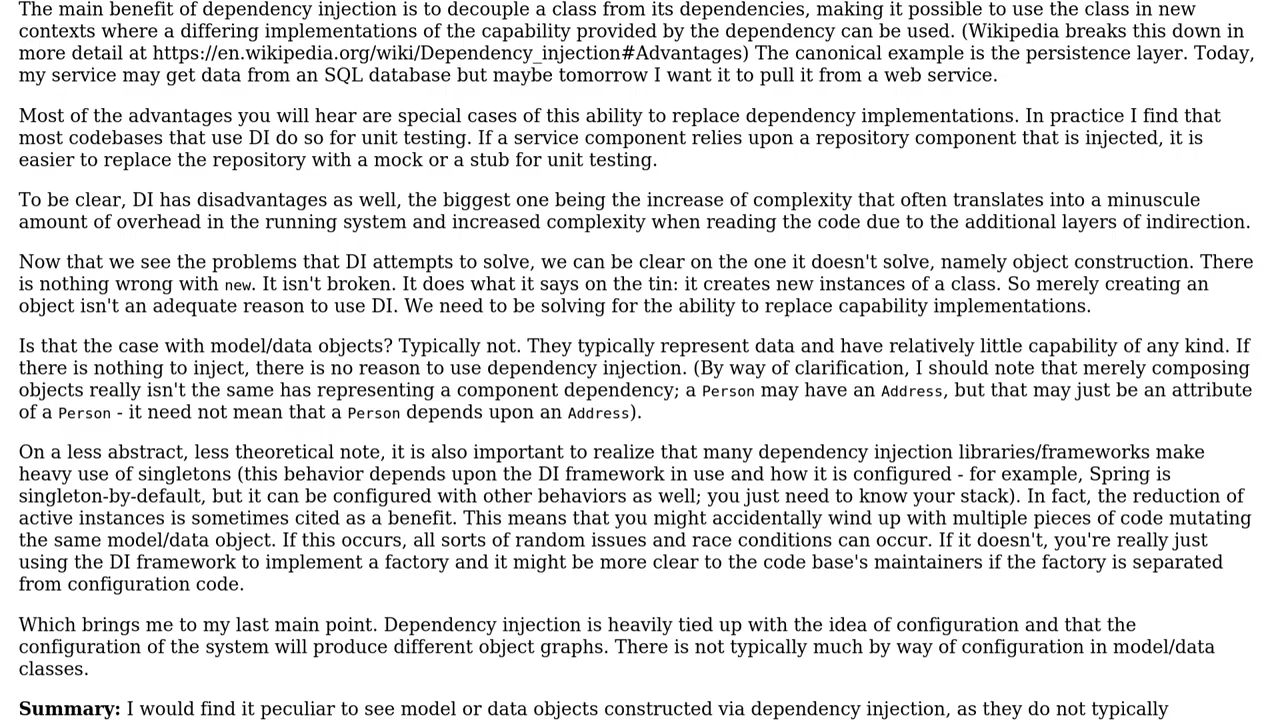 The main benefit of dependency injection is to decouple a class from its dependencies, making it possible to use the class in new
contexts where a differing implementations of the capability provided by the dependency can be used. (Wikipedia breaks this down in
more detail at https://en.wikipedia.org/wiki/Dependency_injection#Advantages) The canonical example is the persistence layer. Today,
my service may get data from an SQL database but maybe tomorrow I want it to pull it from a web service.
Most of the advantages you will hear are special cases of this ability to replace dependency implementations. In practice I find that
most codebases that use DI do so for unit testing. If a service component relies upon a repository component that is injected, it is
easier to replace the repository with a mock or a stub for unit testing.
To be clear, DI has disadvantages as well, the biggest one being the increase of complexity that often translates into a minuscule
amount of overhead in the running system and increased complexity when reading the code due to the additional layers of indirection.
Now that we see the problems that DI attempts to solve, we can be clear on the one it doesn't solve, namely object construction. There
is nothing wrong with new. It isn't broken. It does what it says on the tin: it creates new instances of a class. So merely creating an
object isn't an adequate reason to use DI. We need to be solving for the ability to replace capability implementations.
Is that the case with model/data objects? Typically not. They typically represent data and have relatively little capability of any kind. If
there is nothing to inject, there is no reason to use dependency injection. (By way of clarification, I should note that merely composing
objects really isn't the same has representing a component dependency; a Person may have an Address, but that may just be an attribute
of a Person - it need not mean that a Person depends upon an Address).
On a less abstract, less theoretical note, it is also important to realize that many dependency injection libraries/frameworks make
heavy use of singletons (this behavior depends upon the DI framework in use and how it is configured - for example, Spring is
singleton-by-default, but it can be configured with other behaviors as well; you just need to know your stack). In fact, the reduction of
active instances is sometimes cited as a benefit. This means that you might accidentally wind up with multiple pieces of code mutating
the same model/data object. If this occurs, all sorts of random issues and race conditions can occur. If it doesn't, you're really just
using the DI framework to implement a factory and it might be more clear to the code base's maintainers if the factory is separated
from configuration code.
Which brings me to my last main point. Dependency injection is heavily tied up with the idea of configuration and that the
configuration of the system will produce different object graphs. There is not typically much by way of configuration in model/data
classes.
Summary: I would find it peculiar to see model or data objects constructed via dependency injection, as they do not typically